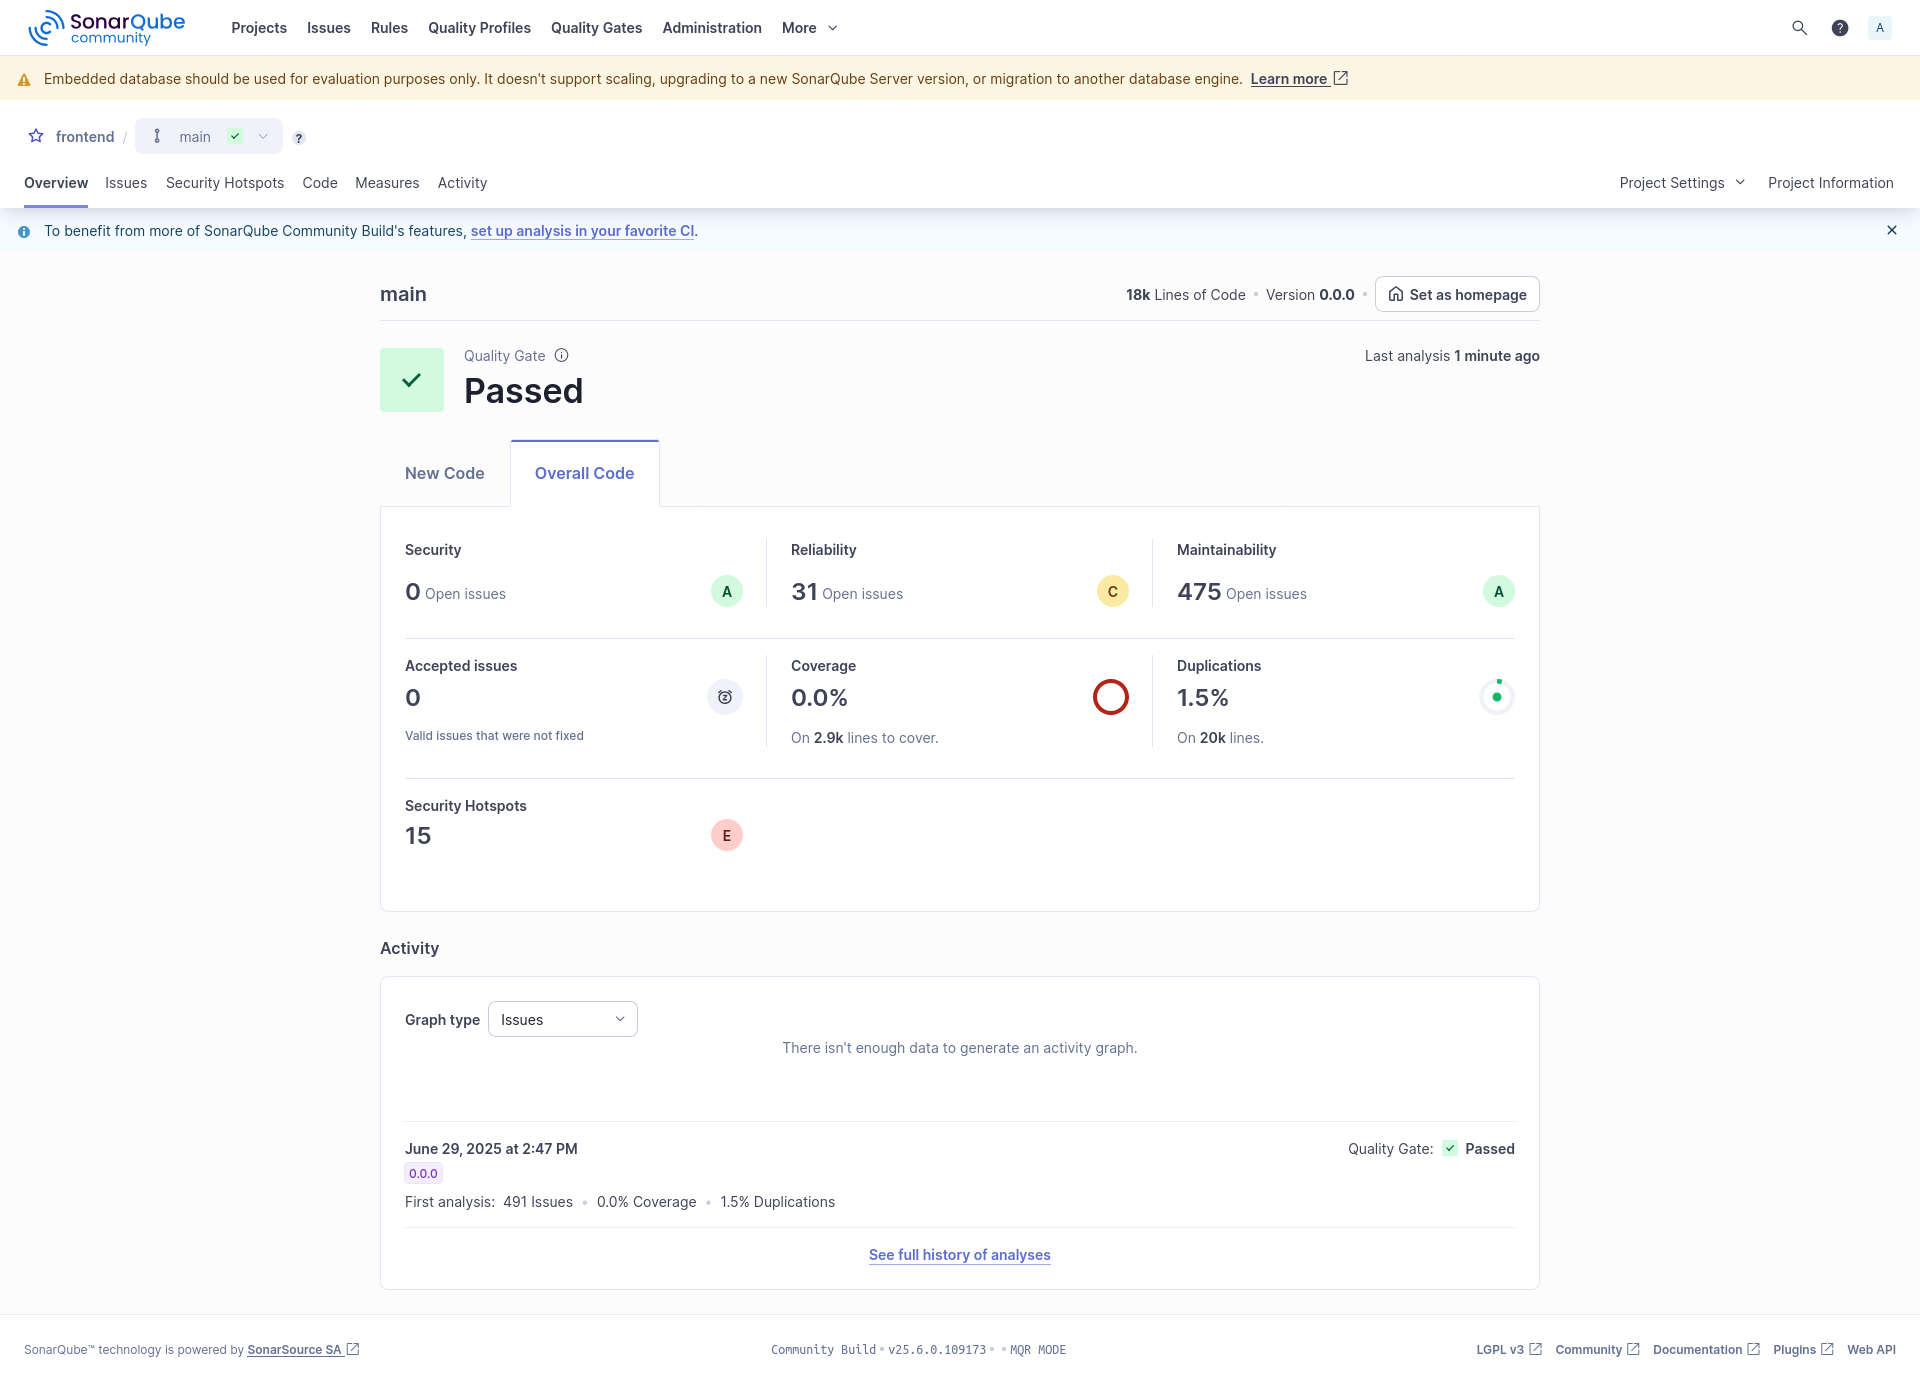 SonarQube community
Projects Issues Rules Quality Profiles Quality Gates Administration More
? A
Embedded database should be used for evaluation purposes only. It doesn't support scaling, upgrading to a new SonarQube Server version, or migration to another database engine. Learn more
frontend / main ?
Overview Issues Security Hotspots Code Measures Activity Project Settings Project Information
To benefit from more of SonarQube Community Build's features, set up analysis in your favorite CI.
main 18k Lines of Code • Version 0.0.0 • Set as homepage
Quality Gate Last analysis 1 minute ago
Passed
New Code Overall Code
Security Reliability Maintainability
0 Open issues A 31 Open issues C 475 Open issues A
Accepted issues Coverage Duplications
0 0.0% 1.5%
Valid issues that were not fixed On 2.9k lines to cover. On 20k lines.
Security Hotspots
15 E
Activity
Graph type Issues
There isn't enough data to generate an activity graph.
June 29, 2025 at 2:47 PM Quality Gate: Passed
0.0.0
First analysis: 491 Issues • 0.0% Coverage • 1.5% Duplications
See full history of analyses
SonarQube™ technology is powered by SonarSource SA Community Build • v25.6.0.109173 • • MQR MODE LGPL v3 Community Documentation Plugins Web API